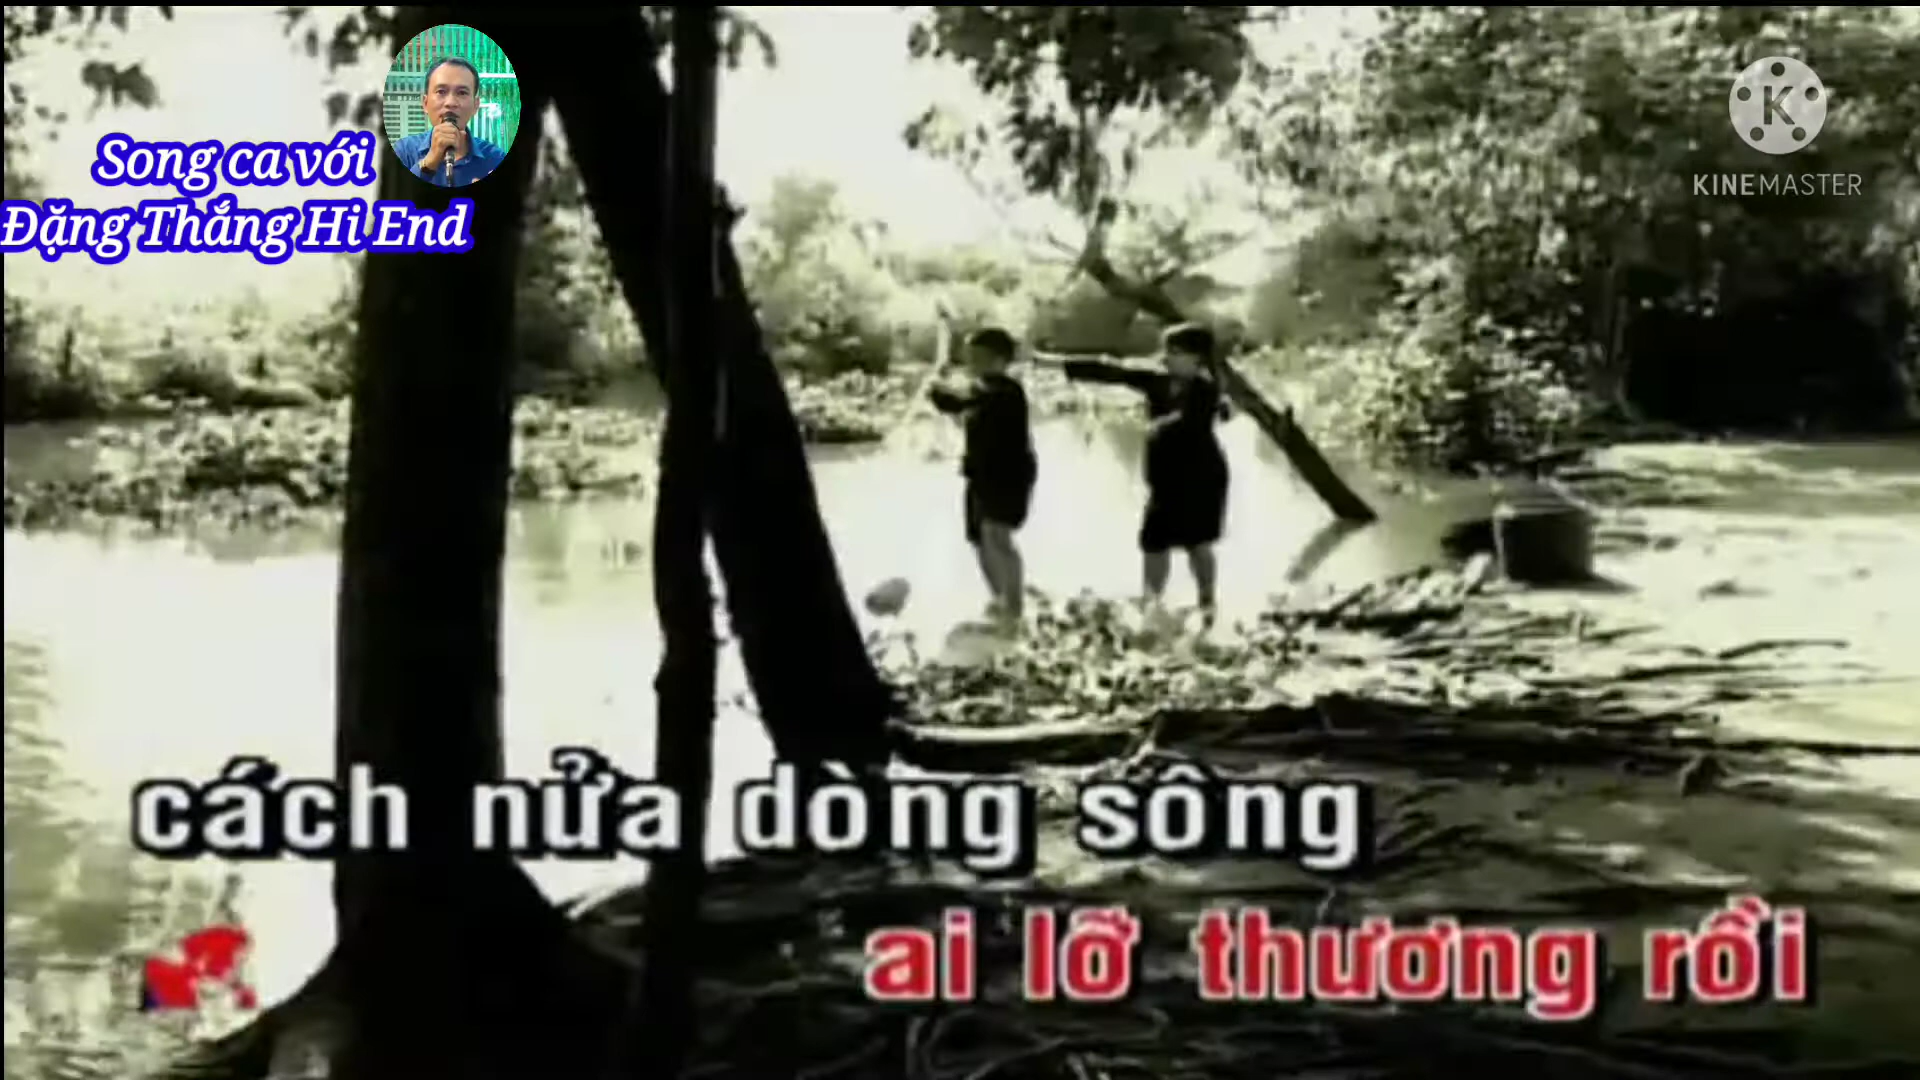 Song ca với
Đặng Thắng Hi End
KINEMASTER
cách nửa dòng sông
ai lỡ thương rồi